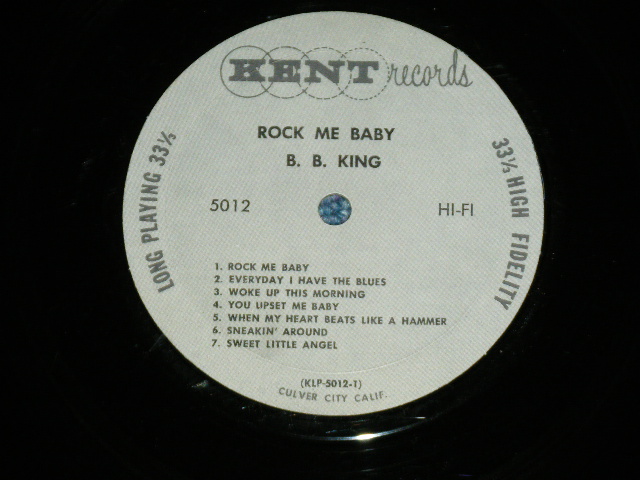 KENT records
ROCK ME BABY
B. B. KING
5012 HI-FI
LONG PLAYING 33⅓
33⅓ HIGH FIDELITY
1. ROCK ME BABY
2. EVERYDAY I HAVE THE BLUES
3. WOKE UP THIS MORNING
4. YOU UPSET ME BABY
5. WHEN MY HEART BEATS LIKE A HAMMER
6. SNEAKIN' AROUND
7. SWEET LITTLE ANGEL
(KLP-5012-1)
CULVER CITY CALIF.